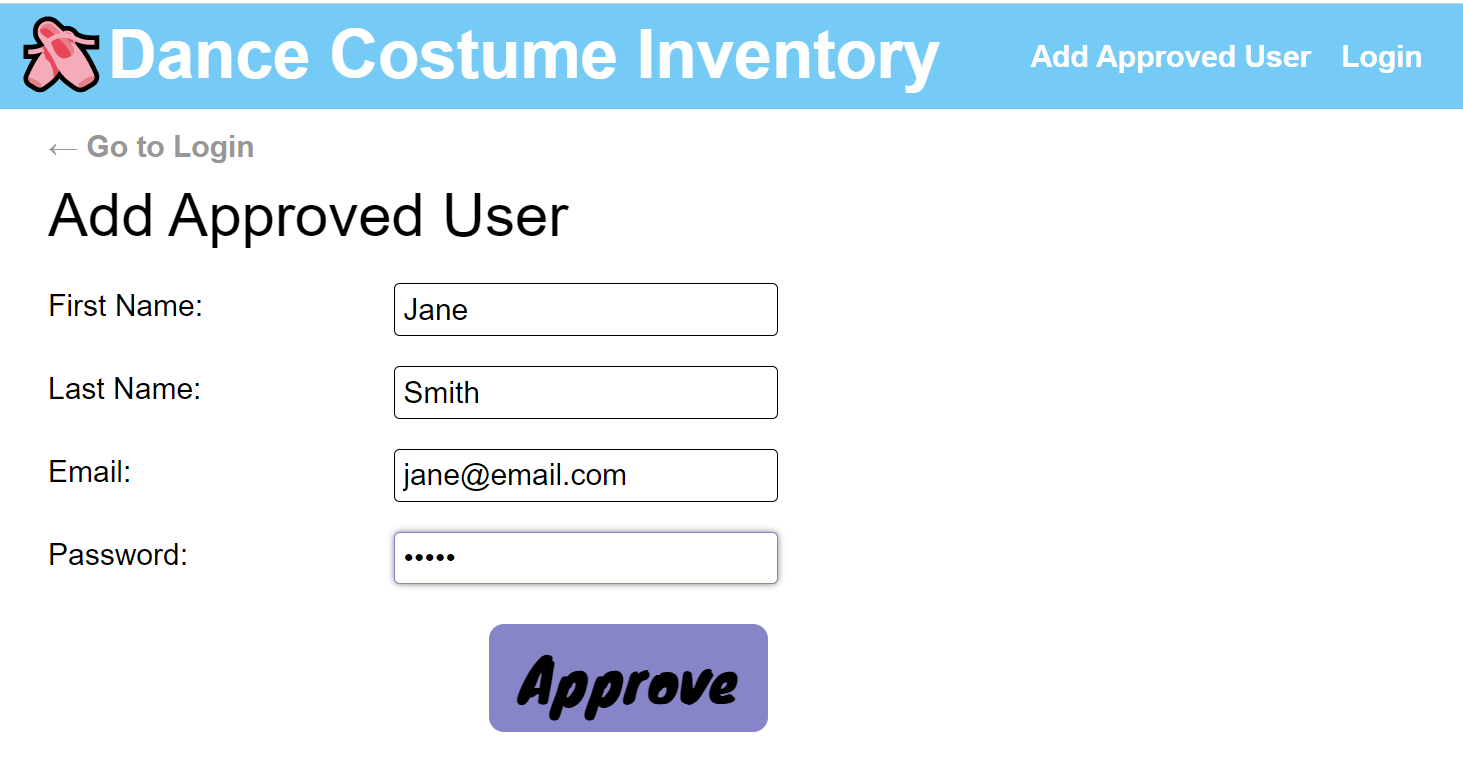 Dance Costume Inventory
Add Approved User Login
← Go to Login
Add Approved User
First Name: Jane
Last Name: Smith
Email: jane@email.com
Password: •••••
Approve